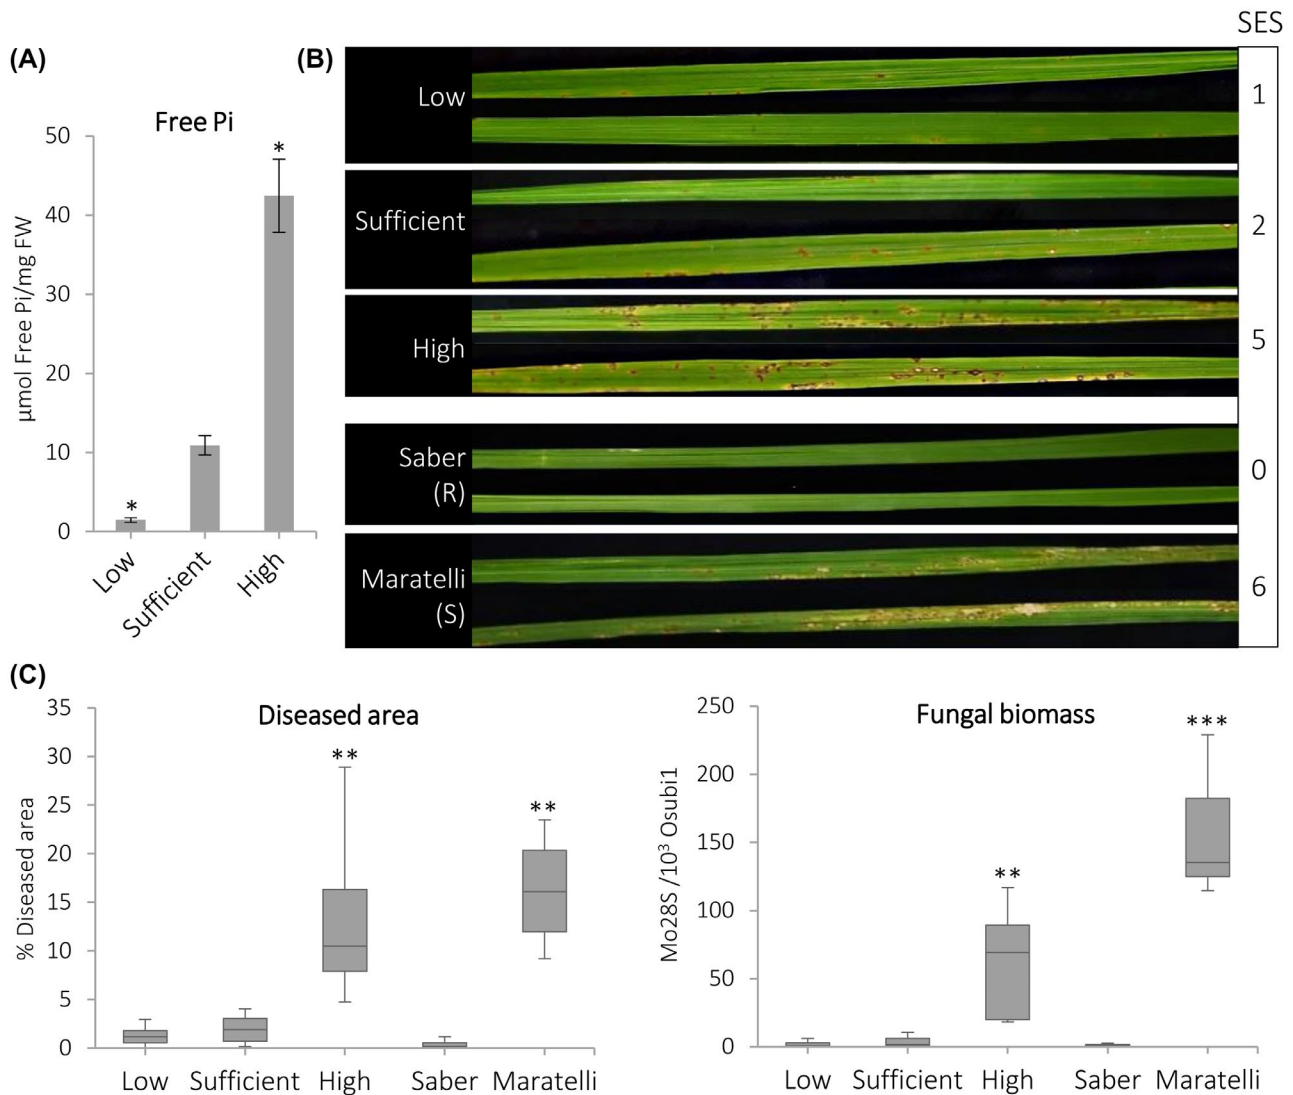 (A)
Free Pi
μmol Free Pi/mg FW
50
40
30
20
10
0
*
*
Low
Sufficient
High
(B)
SES
Low
1
Sufficient
2
High
5
Saber
(R)
0
Maratelli
(S)
6
(C)
Diseased area
% Diseased area
35
30
25
20
15
10
5
0
**
**
Low
Sufficient
High
Saber
Maratelli
Fungal biomass
Mo28S /10³ Osubi1
250
200
150
100
50
0
**
***
Low
Sufficient
High
Saber
Maratelli